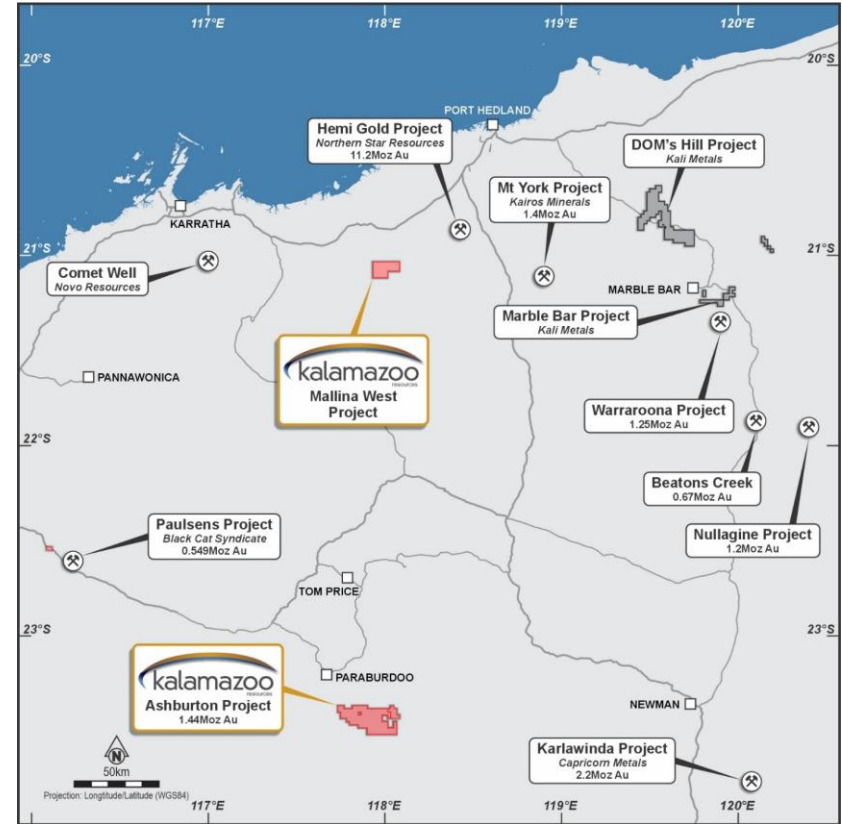 117°E
118°E
119°E
120°E
20°S
20°S
PORT HEDLAND
Hemi Gold Project
Northern Star Resources
11.2Moz Au
DOM's Hill Project
Kali Metals
Mt York Project
Kairos Minerals
1.4Moz Au
KARRATHA
21°S
21°S
Comet Well
Novo Resources
MARBLE BAR
Marble Bar Project
Kali Metals
kalamazoo
resources
Mallina West
Project
PANNAWONICA
Warraroona Project
1.25Moz Au
22°S
22°S
Beatons Creek
0.67Moz Au
Paulsens Project
Black Cat Syndicate
0.549Moz Au
Nullagine Project
1.2Moz Au
TOM PRICE
23°S
23°S
kalamazoo
resources
Ashburton Project
1.44Moz Au
PARABURDOO
NEWMAN
Karlawinda Project
Capricorn Metals
2.2Moz Au
N
50km
Projection: Longtitude/Latitude (WGS84)
117°E
118°E
119°E
120°E